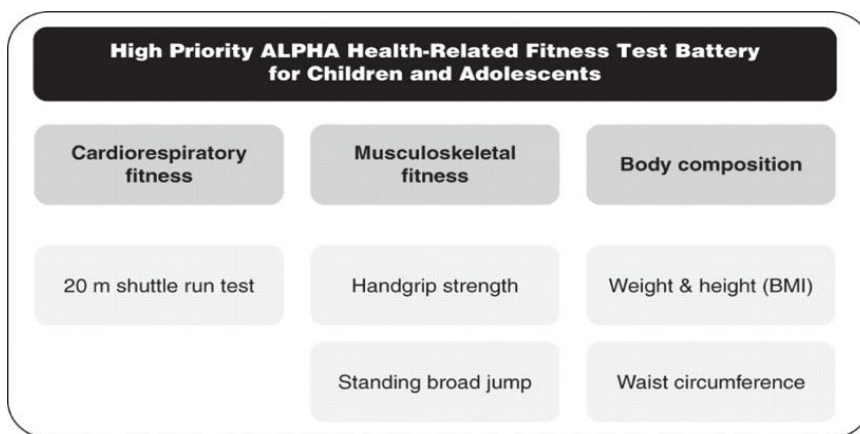 High Priority ALPHA Health-Related Fitness Test Battery
for Children and Adolescents
Cardiorespiratory
fitness
Musculoskeletal
fitness
Body composition
20 m shuttle run test
Handgrip strength
Weight & height (BMI)
Standing broad jump
Waist circumference